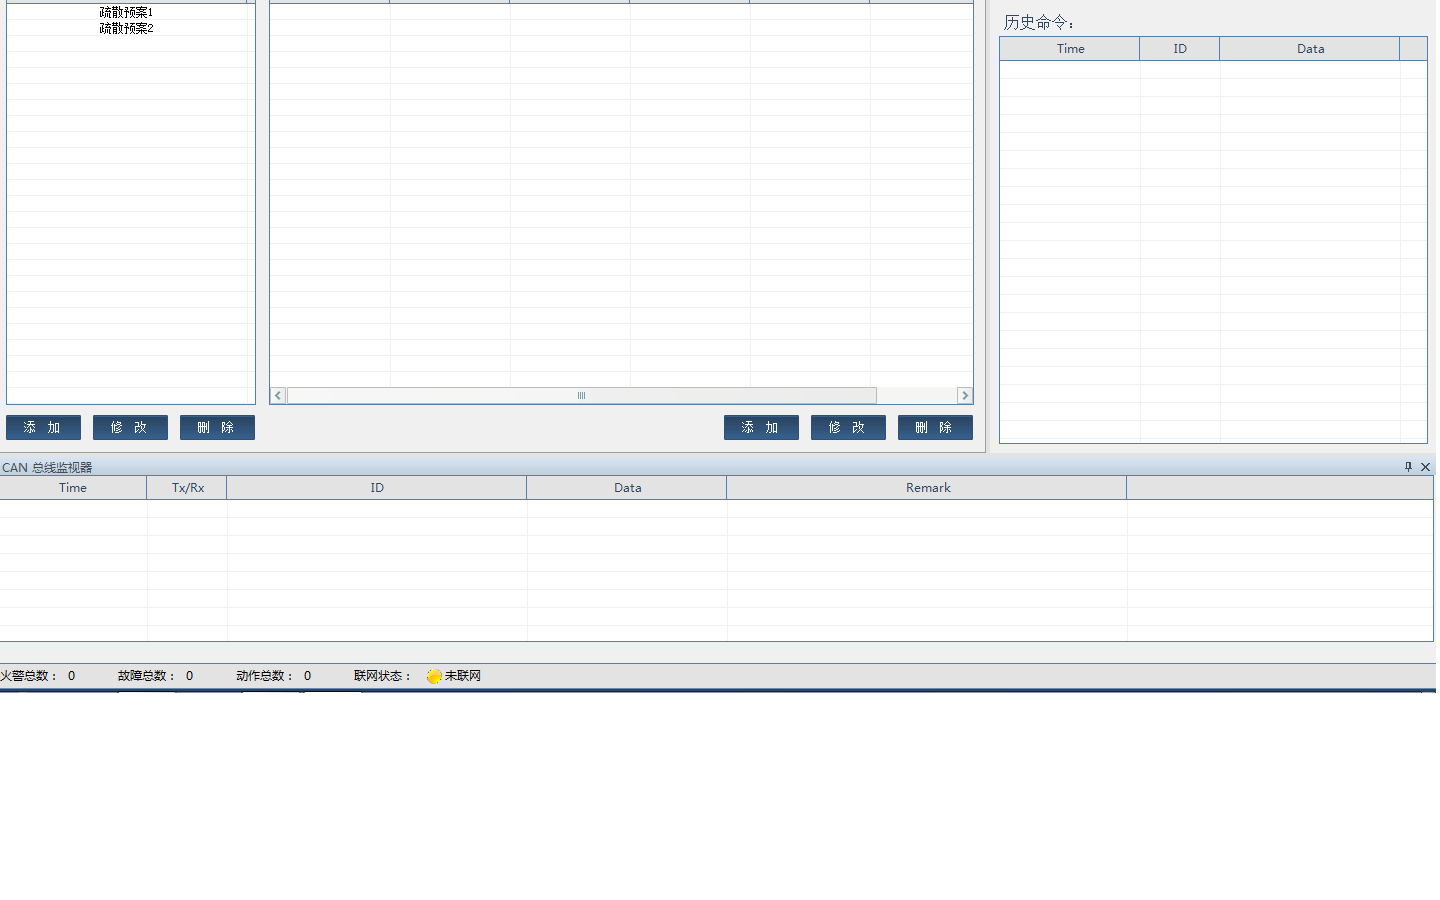 疏散预案1
疏散预案2
历史命令：
Time ID Data
添 加 修 改 删 除 添 加 修 改 删 除
CAN 总线监视器
Time Tx/Rx ID Data Remark
火警总数： 0 故障总数： 0 动作总数： 0 联网状态： 未联网